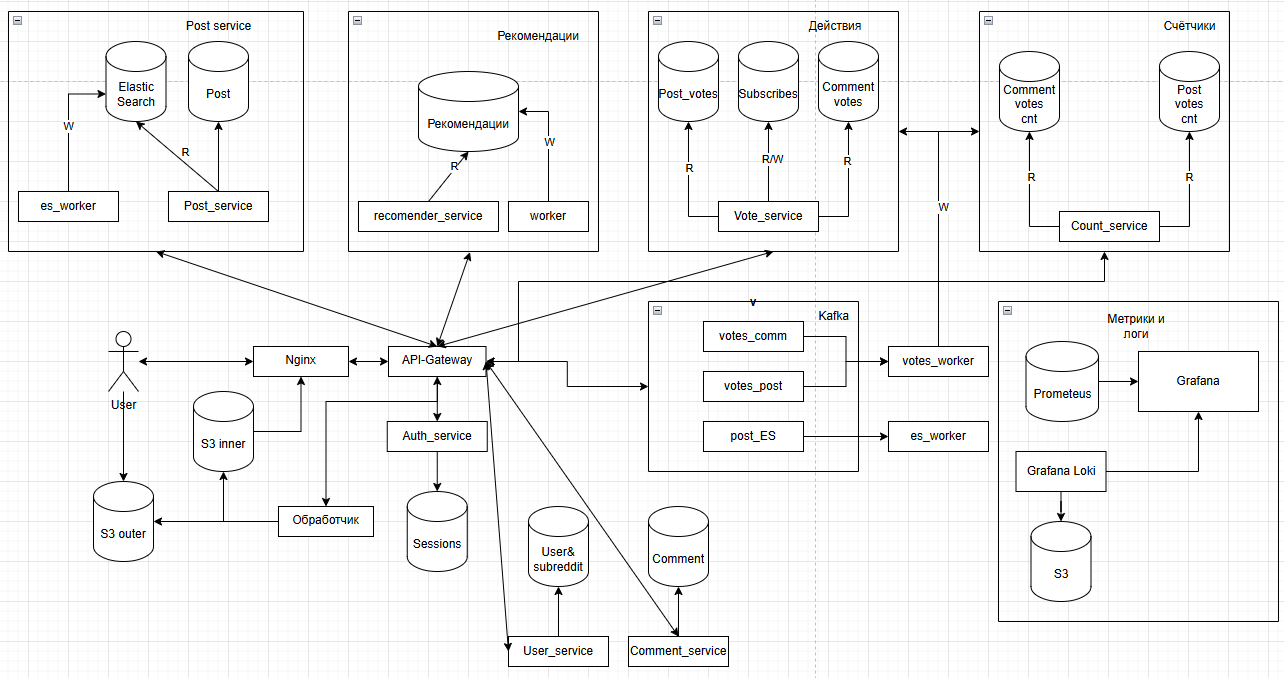 Post service
Elastic
Search
Post
W
R
es_worker
Post_service
Рекомендации
Рекомендации
R
W
recomender_service
worker
Действия
Post_votes
Subscribes
Comment
votes
R
R/W
R
Vote_service
Счётчики
Comment
votes
cnt
Post
votes
cnt
R
R
Count_service
W
User
Nginx
API-Gateway
S3 inner
S3 outer
Обработчик
Auth_service
Sessions
v
Kafka
votes_comm
votes_post
post_ES
votes_worker
es_worker
User&
subreddit
Comment
User_service
Comment_service
Метрики и
логи
Prometeus
Grafana
Grafana Loki
S3